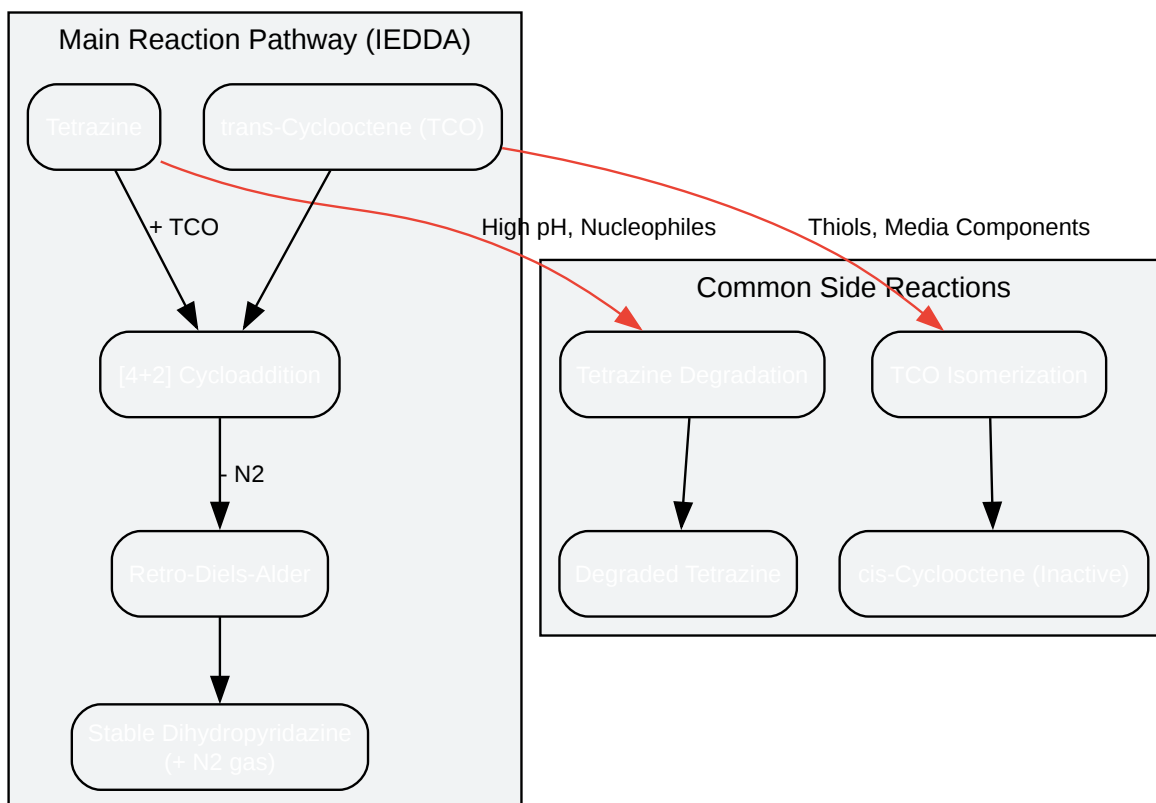 Main Reaction Pathway (IEDDA)
Tetrazine
trans-Cyclooctene (TCO)
+ TCO
High pH, Nucleophiles
Thiols, Media Components
Common Side Reactions
[4+2] Cycloaddition
Tetrazine Degradation
TCO Isomerization
- N2
Retro-Diels-Alder
Degraded Tetrazine
cis-Cyclooctene (Inactive)
Stable Dihydropyridazine
(+ N2 gas)